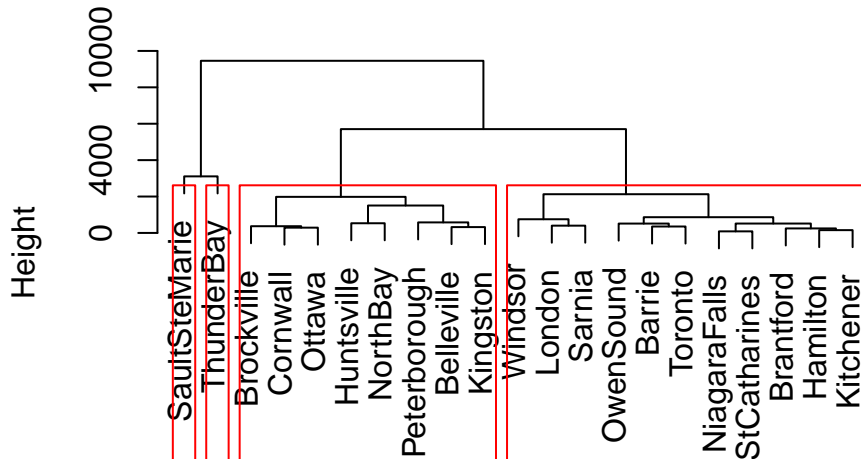 Height
10000
4000
0
SaultSteMarie
ThunderBay
Brockville
Cornwall
Ottawa
Huntsville
NorthBay
Peterborough
Belleville
Kingston
Windsor
London
Sarnia
OwenSound
Barrie
Toronto
NiagaraFalls
StCatharines
Brantford
Hamilton
Kitchener